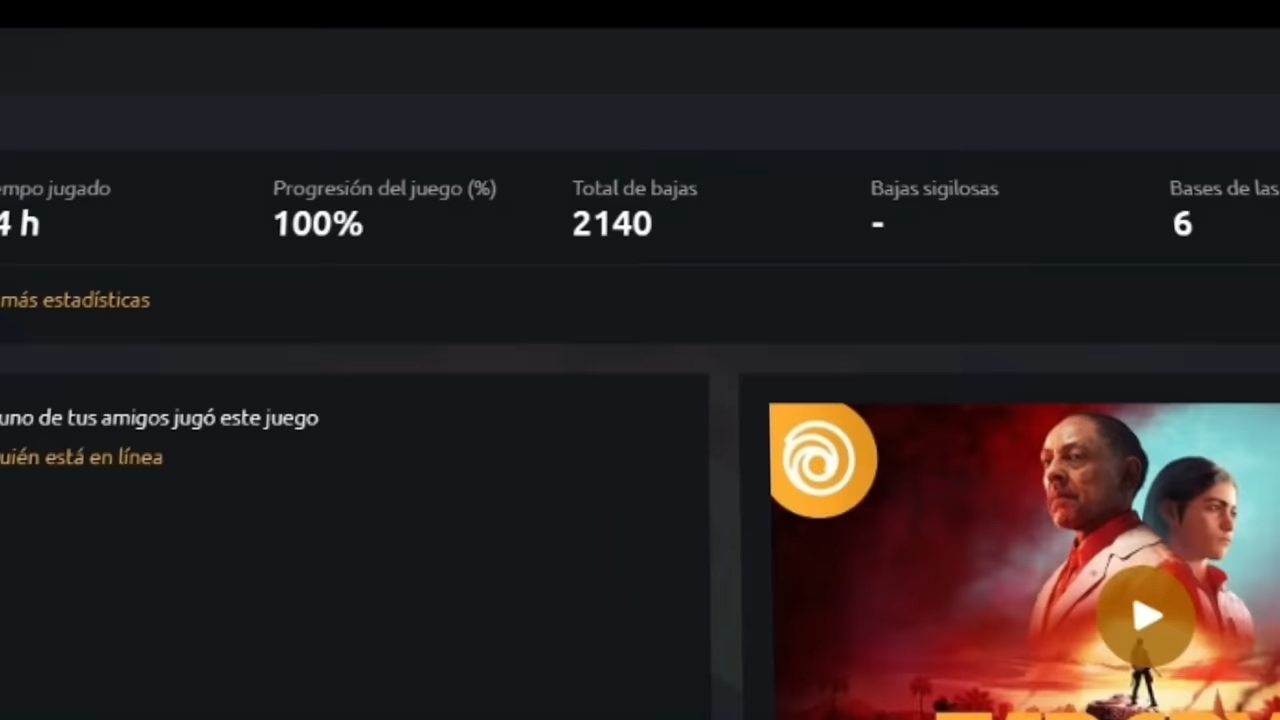 empo jugado
4 h
Progresión del juego (%)
100%
Total de bajas
2140
Bajas sigilosas
-
Bases de las
6
más estadísticas
uno de tus amigos jugó este juego
uién está en línea